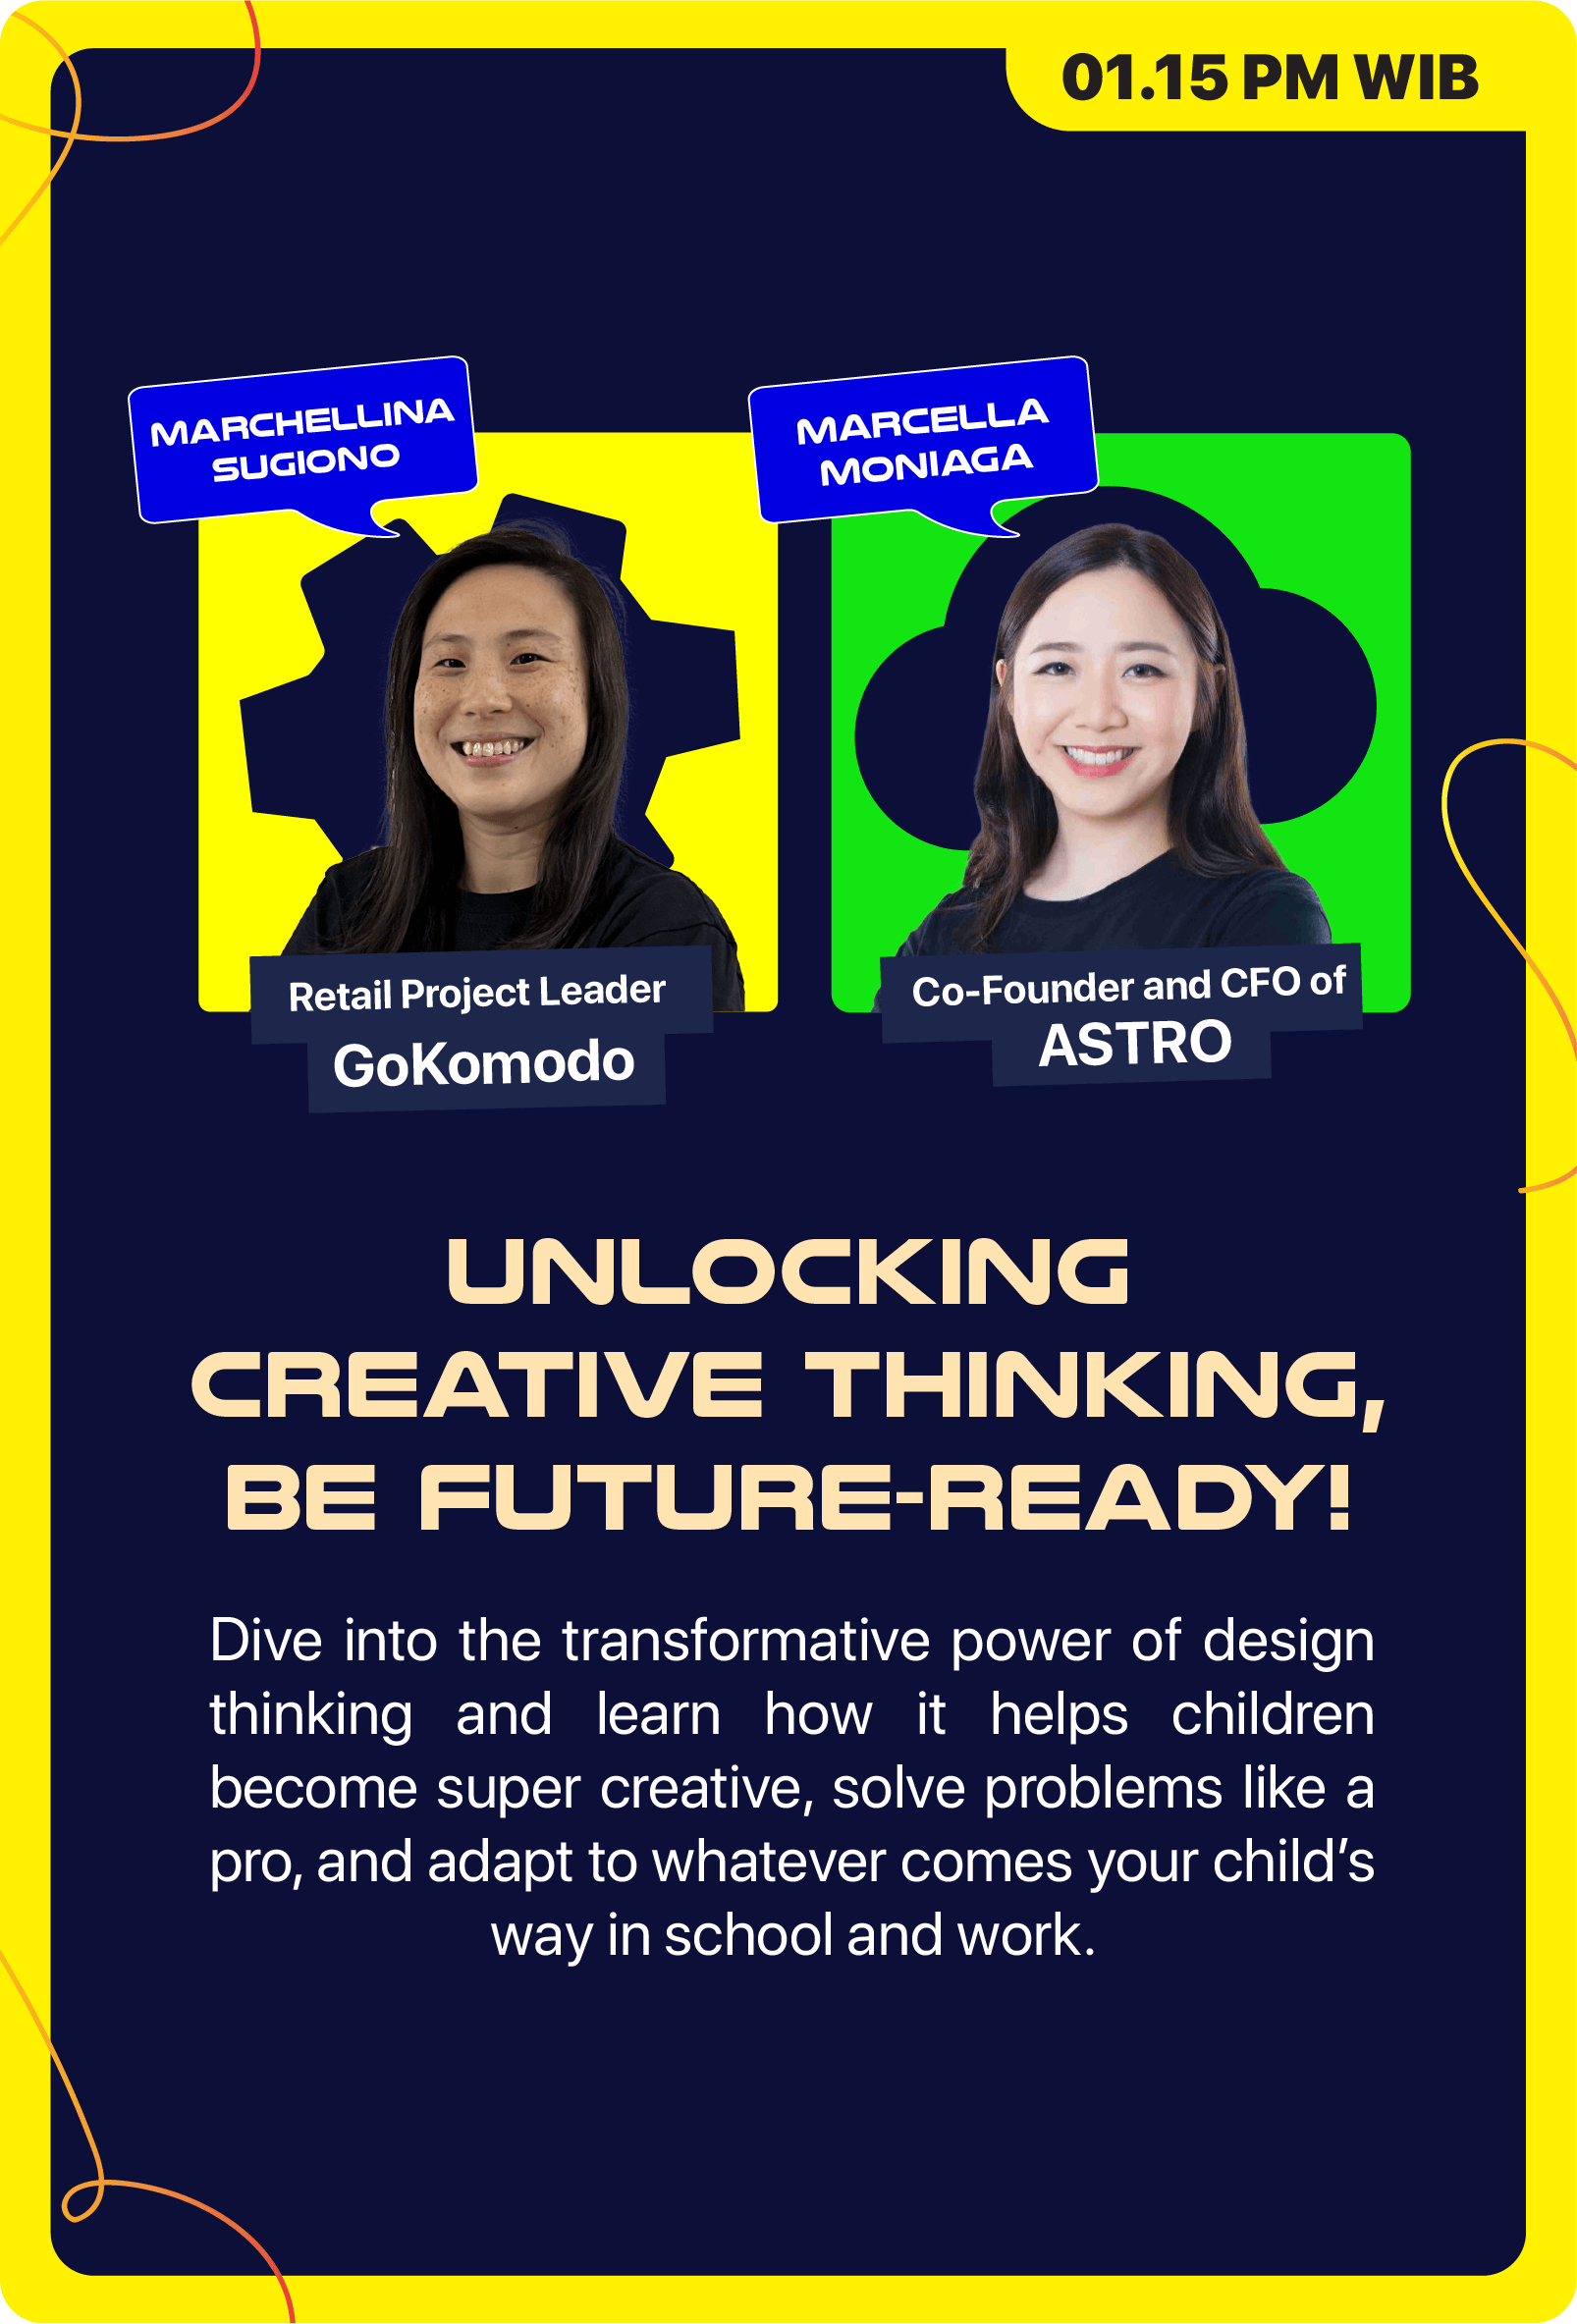 01.15 PM WIB
MARCHELLINA
SUGIONO
MARCELLA
MONIAGA
Retail Project Leader
GoKomodo
Co-Founder and CFO of
ASTRO
UNLOCKING
CREATIVE THINKING,
BE FUTURE-READY!
Dive into the transformative power of design
thinking and learn how it helps children
become super creative, solve problems like a
pro, and adapt to whatever comes your child’s
way in school and work.